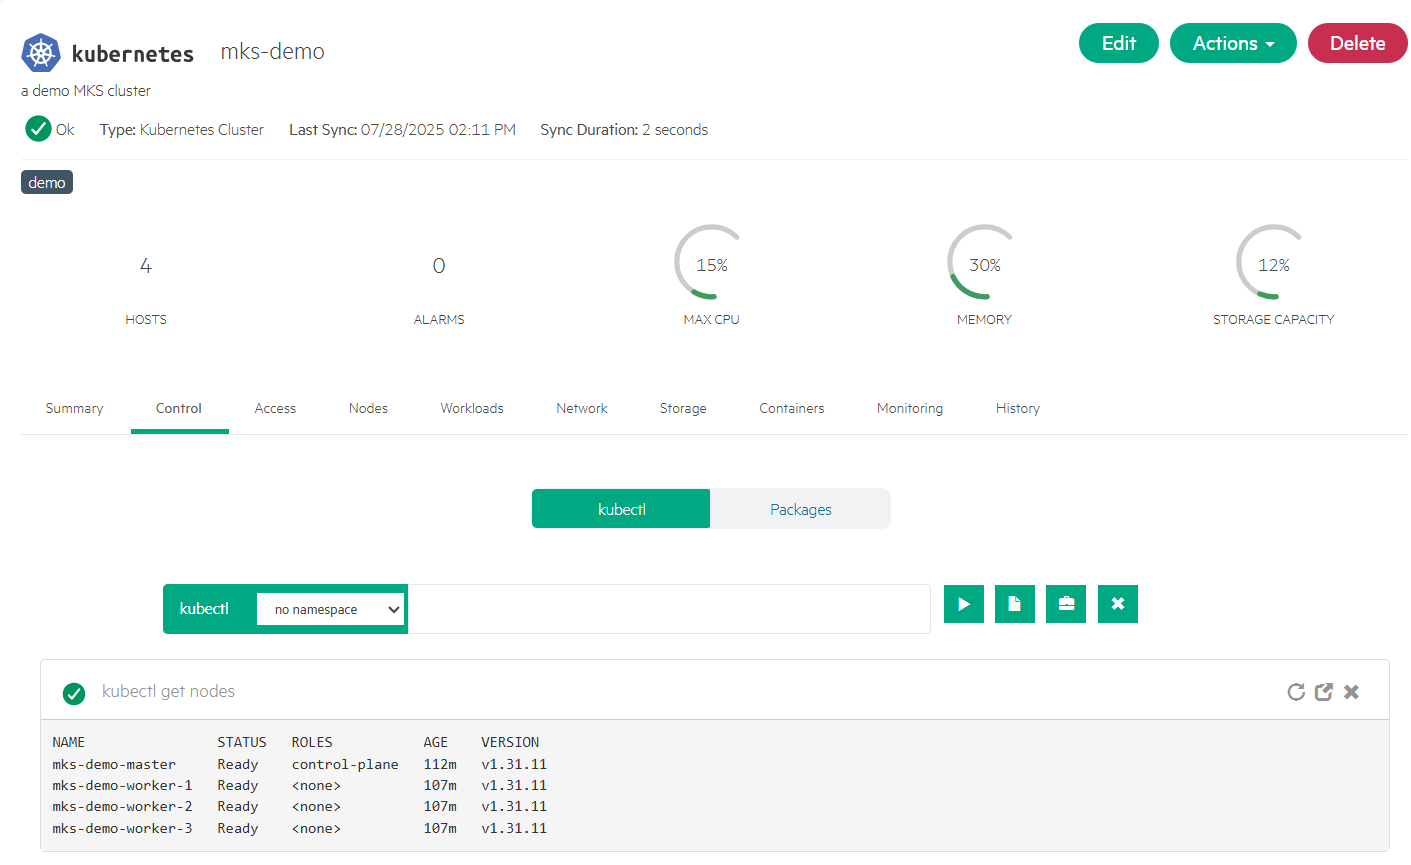 kubernetes mks-demo Edit Actions Delete
a demo MKS cluster
Ok Type: Kubernetes Cluster Last Sync: 07/28/2025 02:11 PM Sync Duration: 2 seconds
demo
4 0 15% 30% 12%
HOSTS ALARMS MAX CPU MEMORY STORAGE CAPACITY
Summary Control Access Nodes Workloads Network Storage Containers Monitoring History
kubectl Packages
kubectl no namespace
kubectl get nodes
NAME STATUS ROLES AGE VERSION
mks-demo-master Ready control-plane 112m v1.31.11
mks-demo-worker-1 Ready <none> 107m v1.31.11
mks-demo-worker-2 Ready <none> 107m v1.31.11
mks-demo-worker-3 Ready <none> 107m v1.31.11